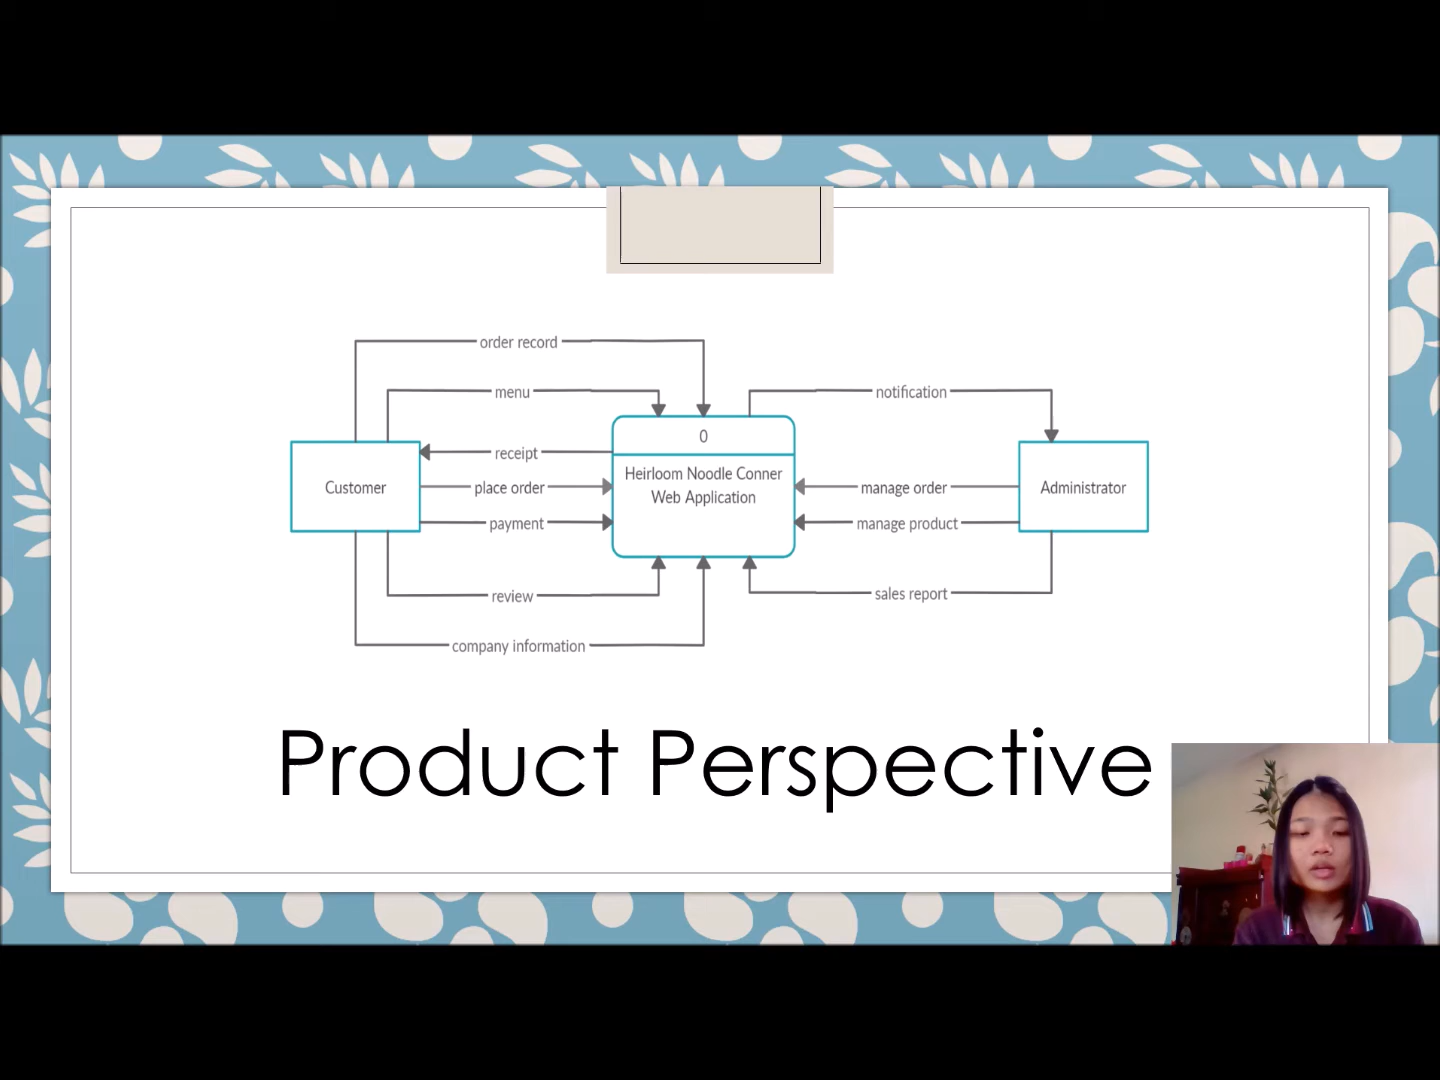 order record
menu
notification
0
receipt
Heirloom Noodle Conner
Web Application
Customer
place order
manage order
Administrator
payment
manage product
review
sales report
company information
Product Perspective